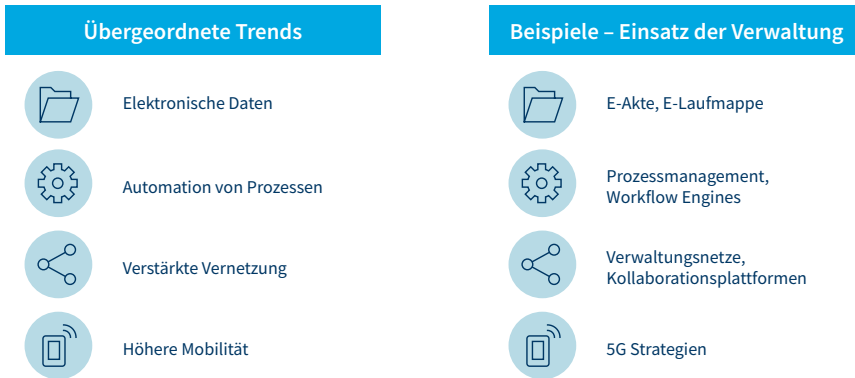 Übergeordnete Trends
Elektronische Daten
Automation von Prozessen
Verstärkte Vernetzung
Höhere Mobilität
Beispiele – Einsatz der Verwaltung
E-Akte, E-Laufmappe
Prozessmanagement,
Workflow Engines
Verwaltungsnetze,
Kollaborationsplattformen
5G Strategien